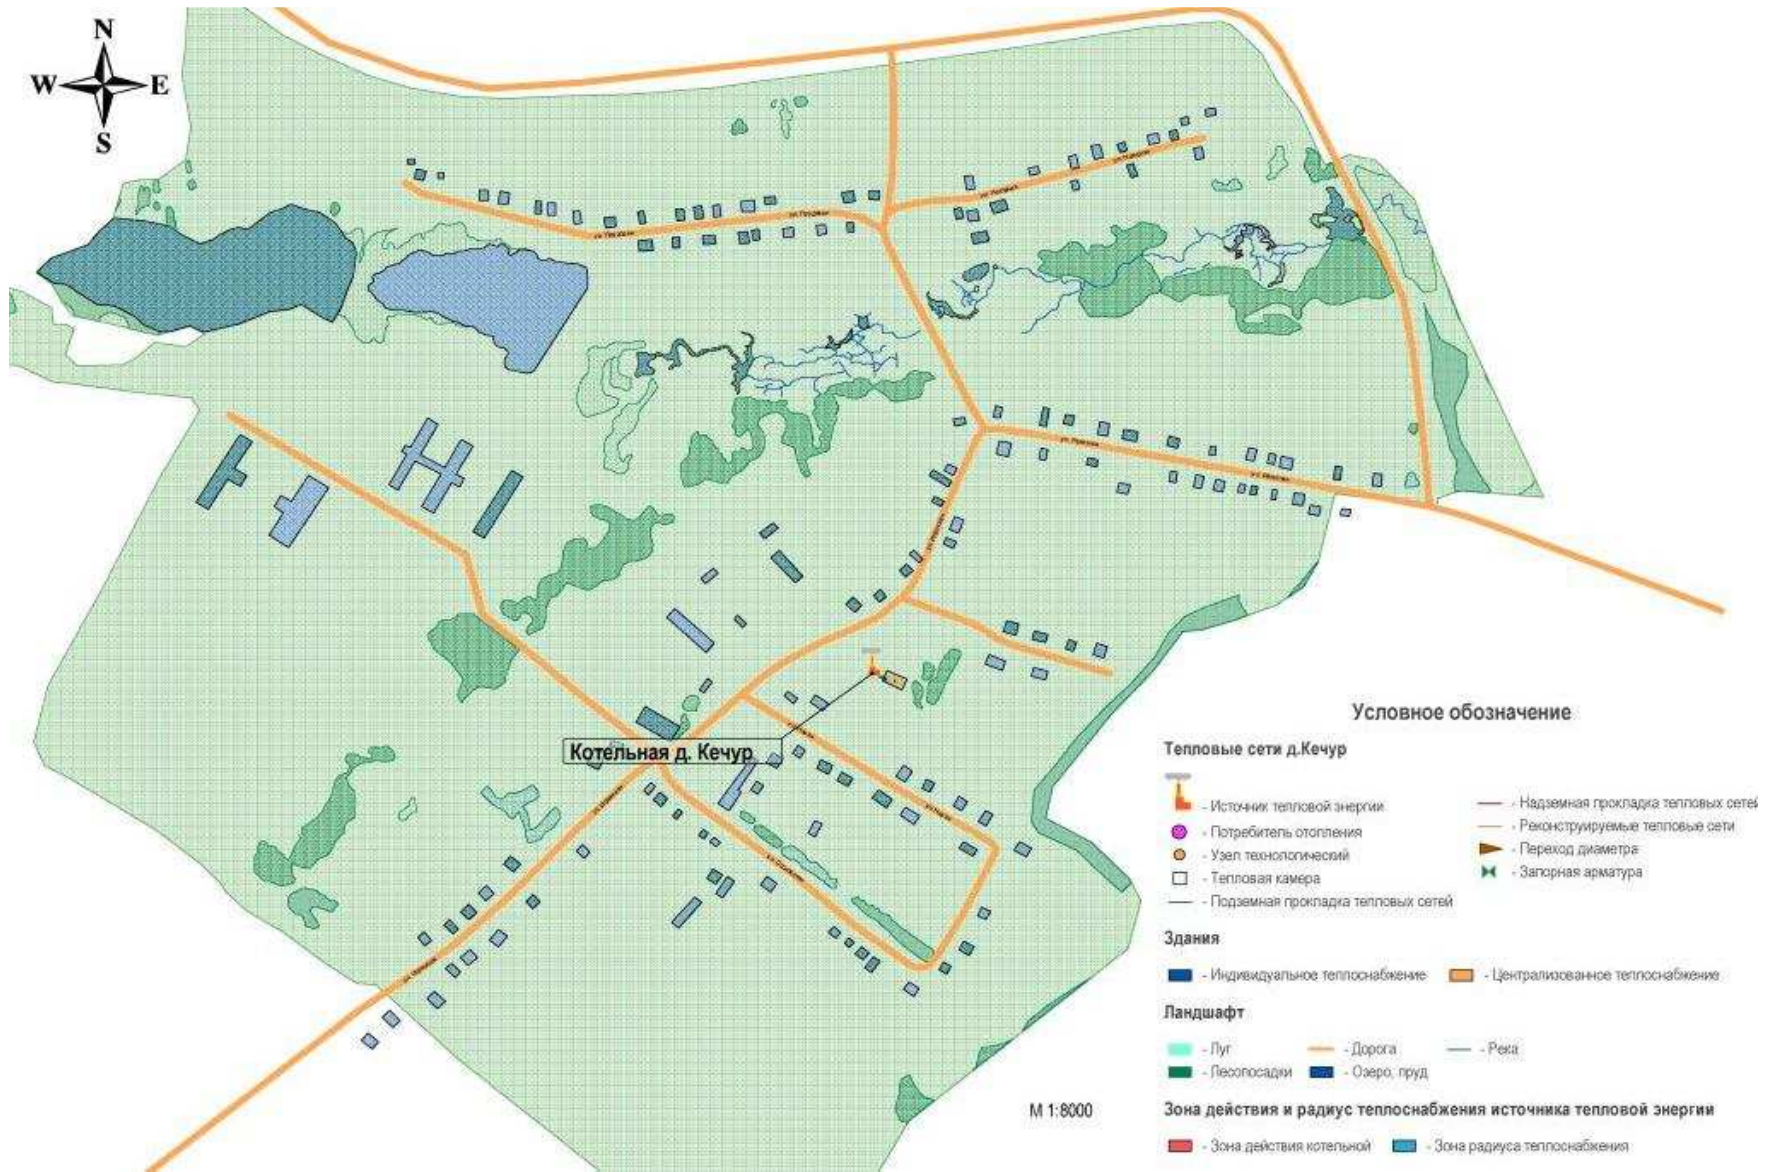 N
W E
S
Котельная д. Кечур
Условное обозначение
Тепловые сети д.Кечур
- Источник тепловой энергии
- Надземная прокладка тепловых сетей
- Потребитель отопления
- Реконструируемые тепловые сети
- Узел технологический
- Переход диаметра
- Тепловая камера
- Запорная арматура
- Подземная прокладка тепловых сетей
Здания
- Индивидуальное теплоснабжение
- Централизованное теплоснабжение
Ландшафт
- Луг
- Дорога
- Река
- Лесопосадки
- Озеро, пруд
М 1:8000
Зона действия и радиус теплоснабжения источника тепловой энергии
- Зона действия котельной
- Зона радиуса теплоснабжения